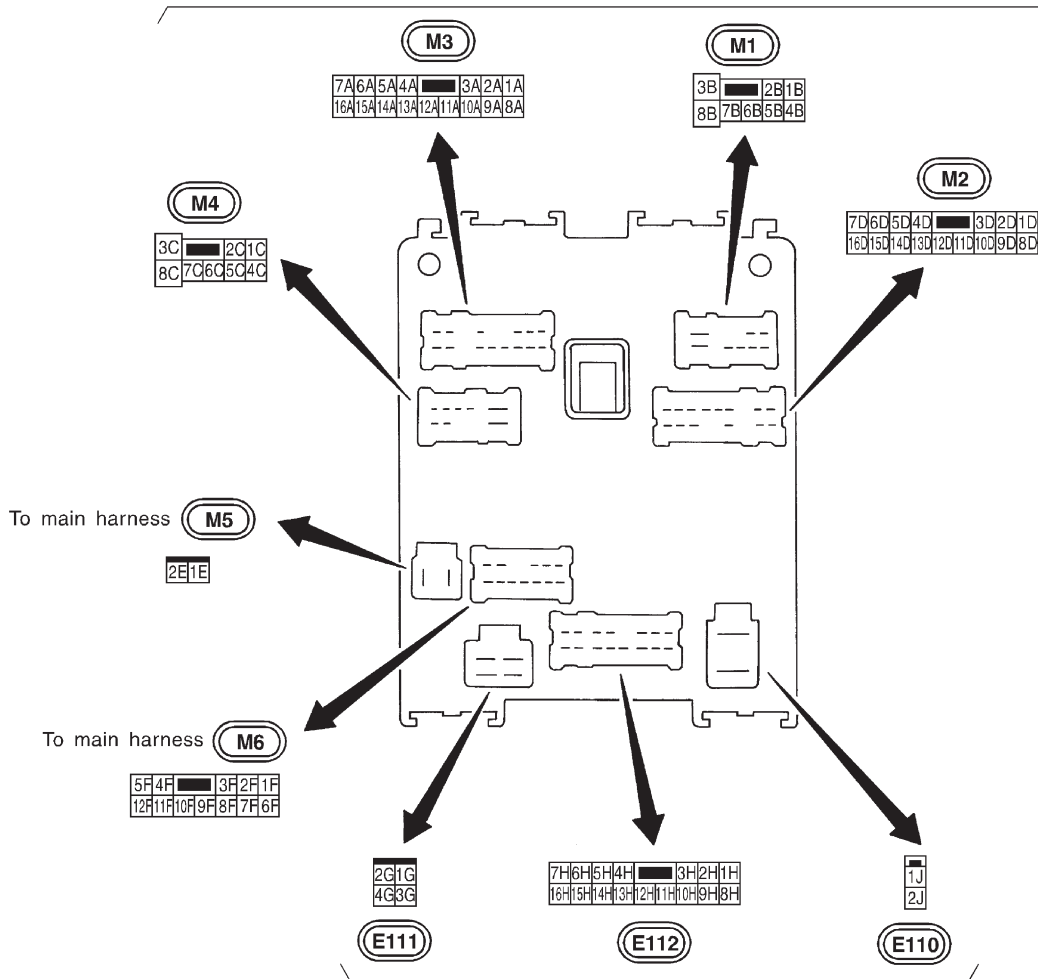 M3
7A 6A 5A 4A 3A 2A 1A
16A 15A 14A 13A 12A 11A 10A 9A 8A
M1
3B 2B 1B
8B 7B 6B 5B 4B
M4
3C 2C 1C
8C 7C 6C 5C 4C
M2
7D 6D 5D 4D 3D 2D 1D
16D 15D 14D 13D 12D 11D 10D 9D 8D
To main harness M5
2E 1E
To main harness M6
5F 4F 3F 2F 1F
12F 11F 10F 9F 8F 7F 6F
2G 1G
4G 3G
E111
7H 6H 5H 4H 3H 2H 1H
16H 15H 14H 13H 12H 11H 10H 9H 8H
E112
1J
2J
E110